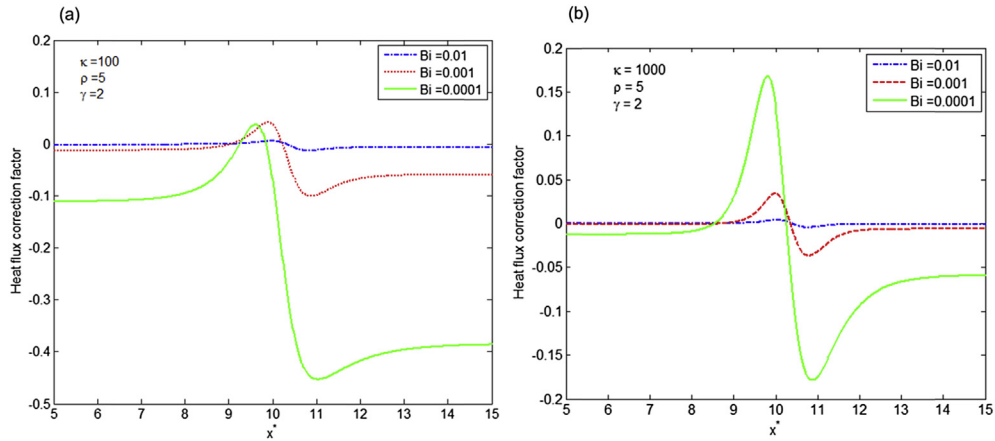 (a)
0.2
0.1
0
-0.1
-0.2
-0.3
-0.4
-0.5
Heat flux correction factor
κ =100
ρ =5
γ =2
Bi =0.01
Bi =0.001
Bi =0.0001
5 6 7 8 9 10 11 12 13 14 15
x*
(b)
0.2
0.15
0.1
0.05
0
-0.05
-0.1
-0.15
-0.2
Heat flux correction factor
κ = 1000
ρ = 5
γ = 2
Bi =0.01
Bi =0.001
Bi =0.0001
5 6 7 8 9 10 11 12 13 14 15
x*